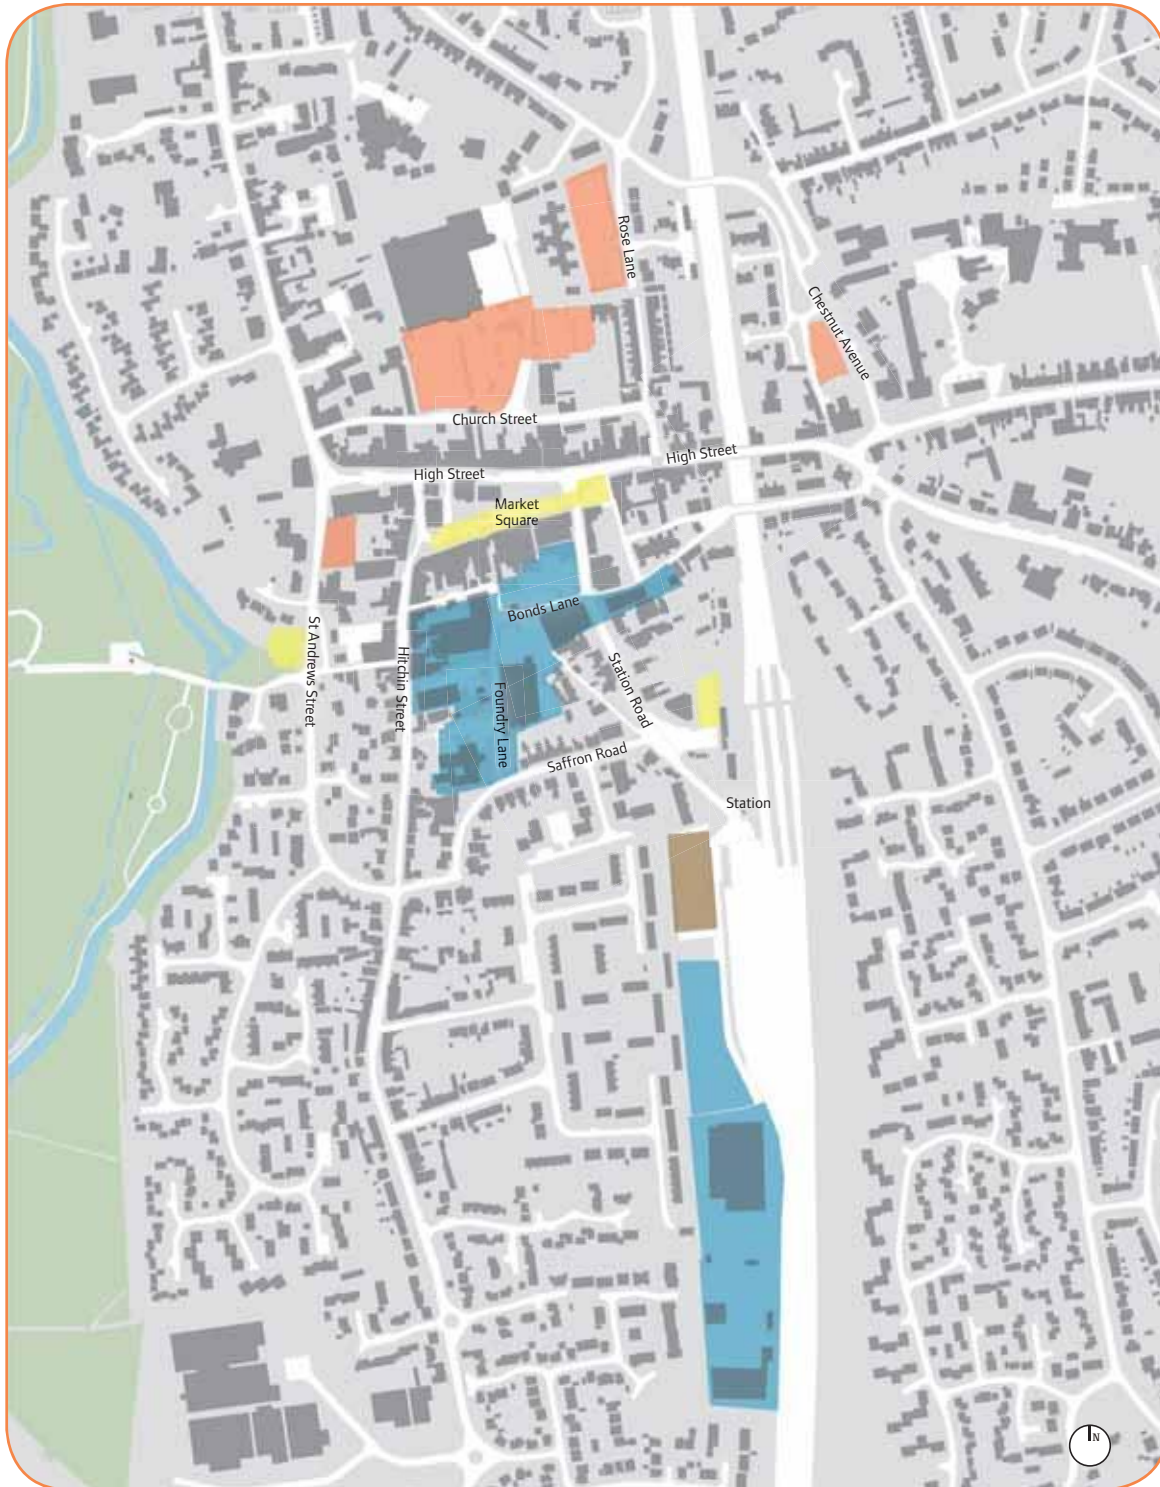 Rose Lane
Chestnut Avenue
Church Street
High Street
High Street
Market
Square
Bonds Lane
St Andrews Street
Hitchin Street
Foundry Lane
Station Road
Saffron Road
Station
N